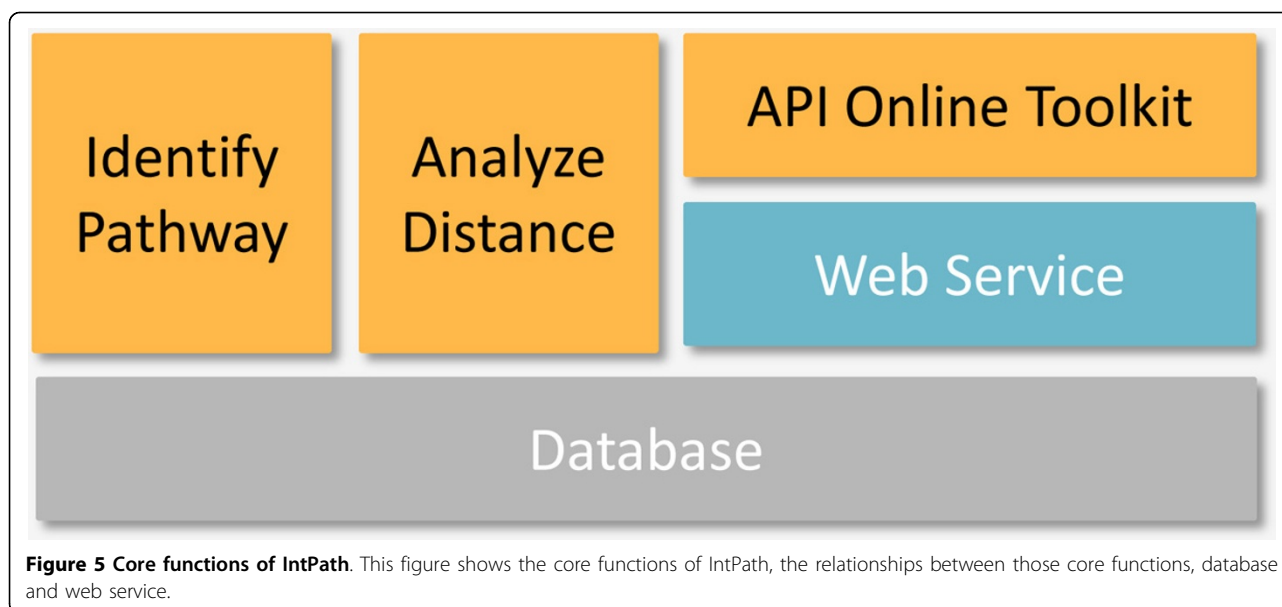 Identify
Pathway
Analyze
Distance
API Online Toolkit
Web Service
Database
Figure 5 Core functions of IntPath. This figure shows the core functions of IntPath, the relationships between those core functions, database
and web service.